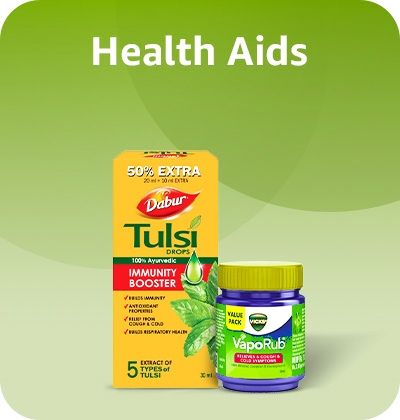 Health Aids
50% EXTRA
20 ml + 10 ml EXTRA
Dabur
Tulsi
DROPS
100% Ayurvedic
IMMUNITY
BOOSTER
BUILDS IMMUNITY
ANTIOXIDANT
PROPERTIES
RELIEF FROM
COUGH & COLD
BUILDS RESPIRATORY HEALTH
5 EXTRACT OF
TYPES of
TULSI
30 ml
VALUE
PACK
VICKS
VapoRub
RELIEVES 6 COUGH &
COLD SYMPTOMS